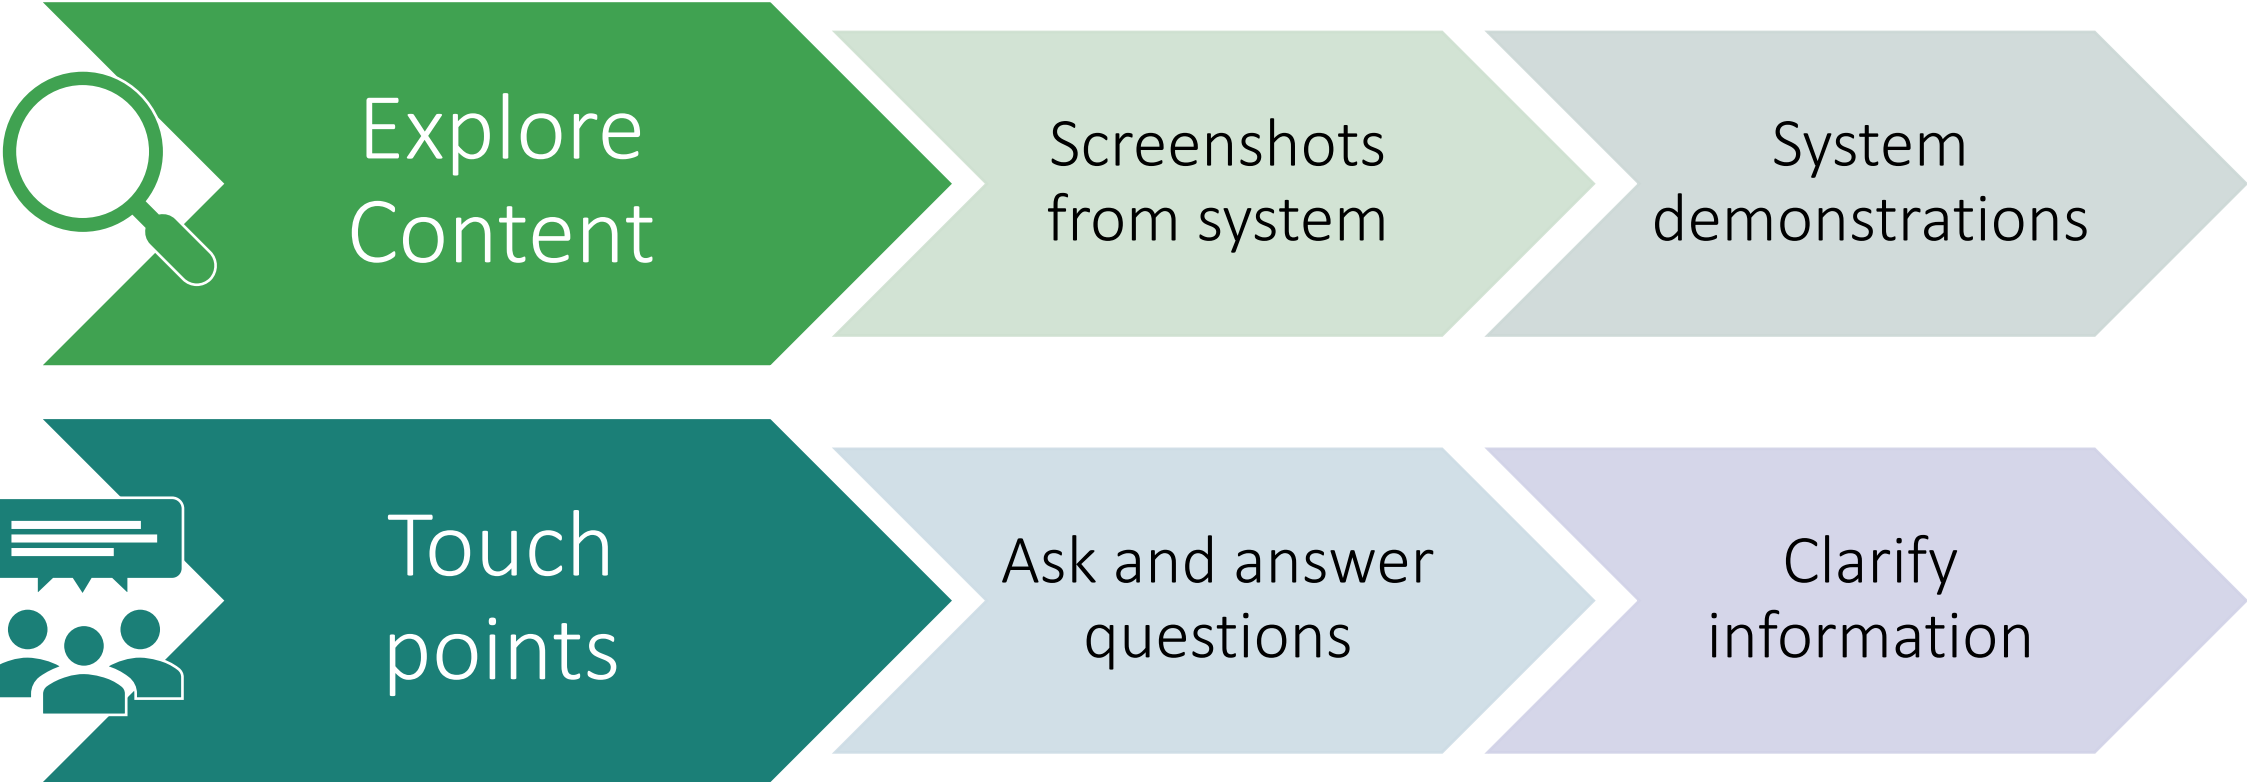 Explore
Content
Screenshots
from system
System
demonstrations
Touch
points
Ask and answer
questions
Clarify
information